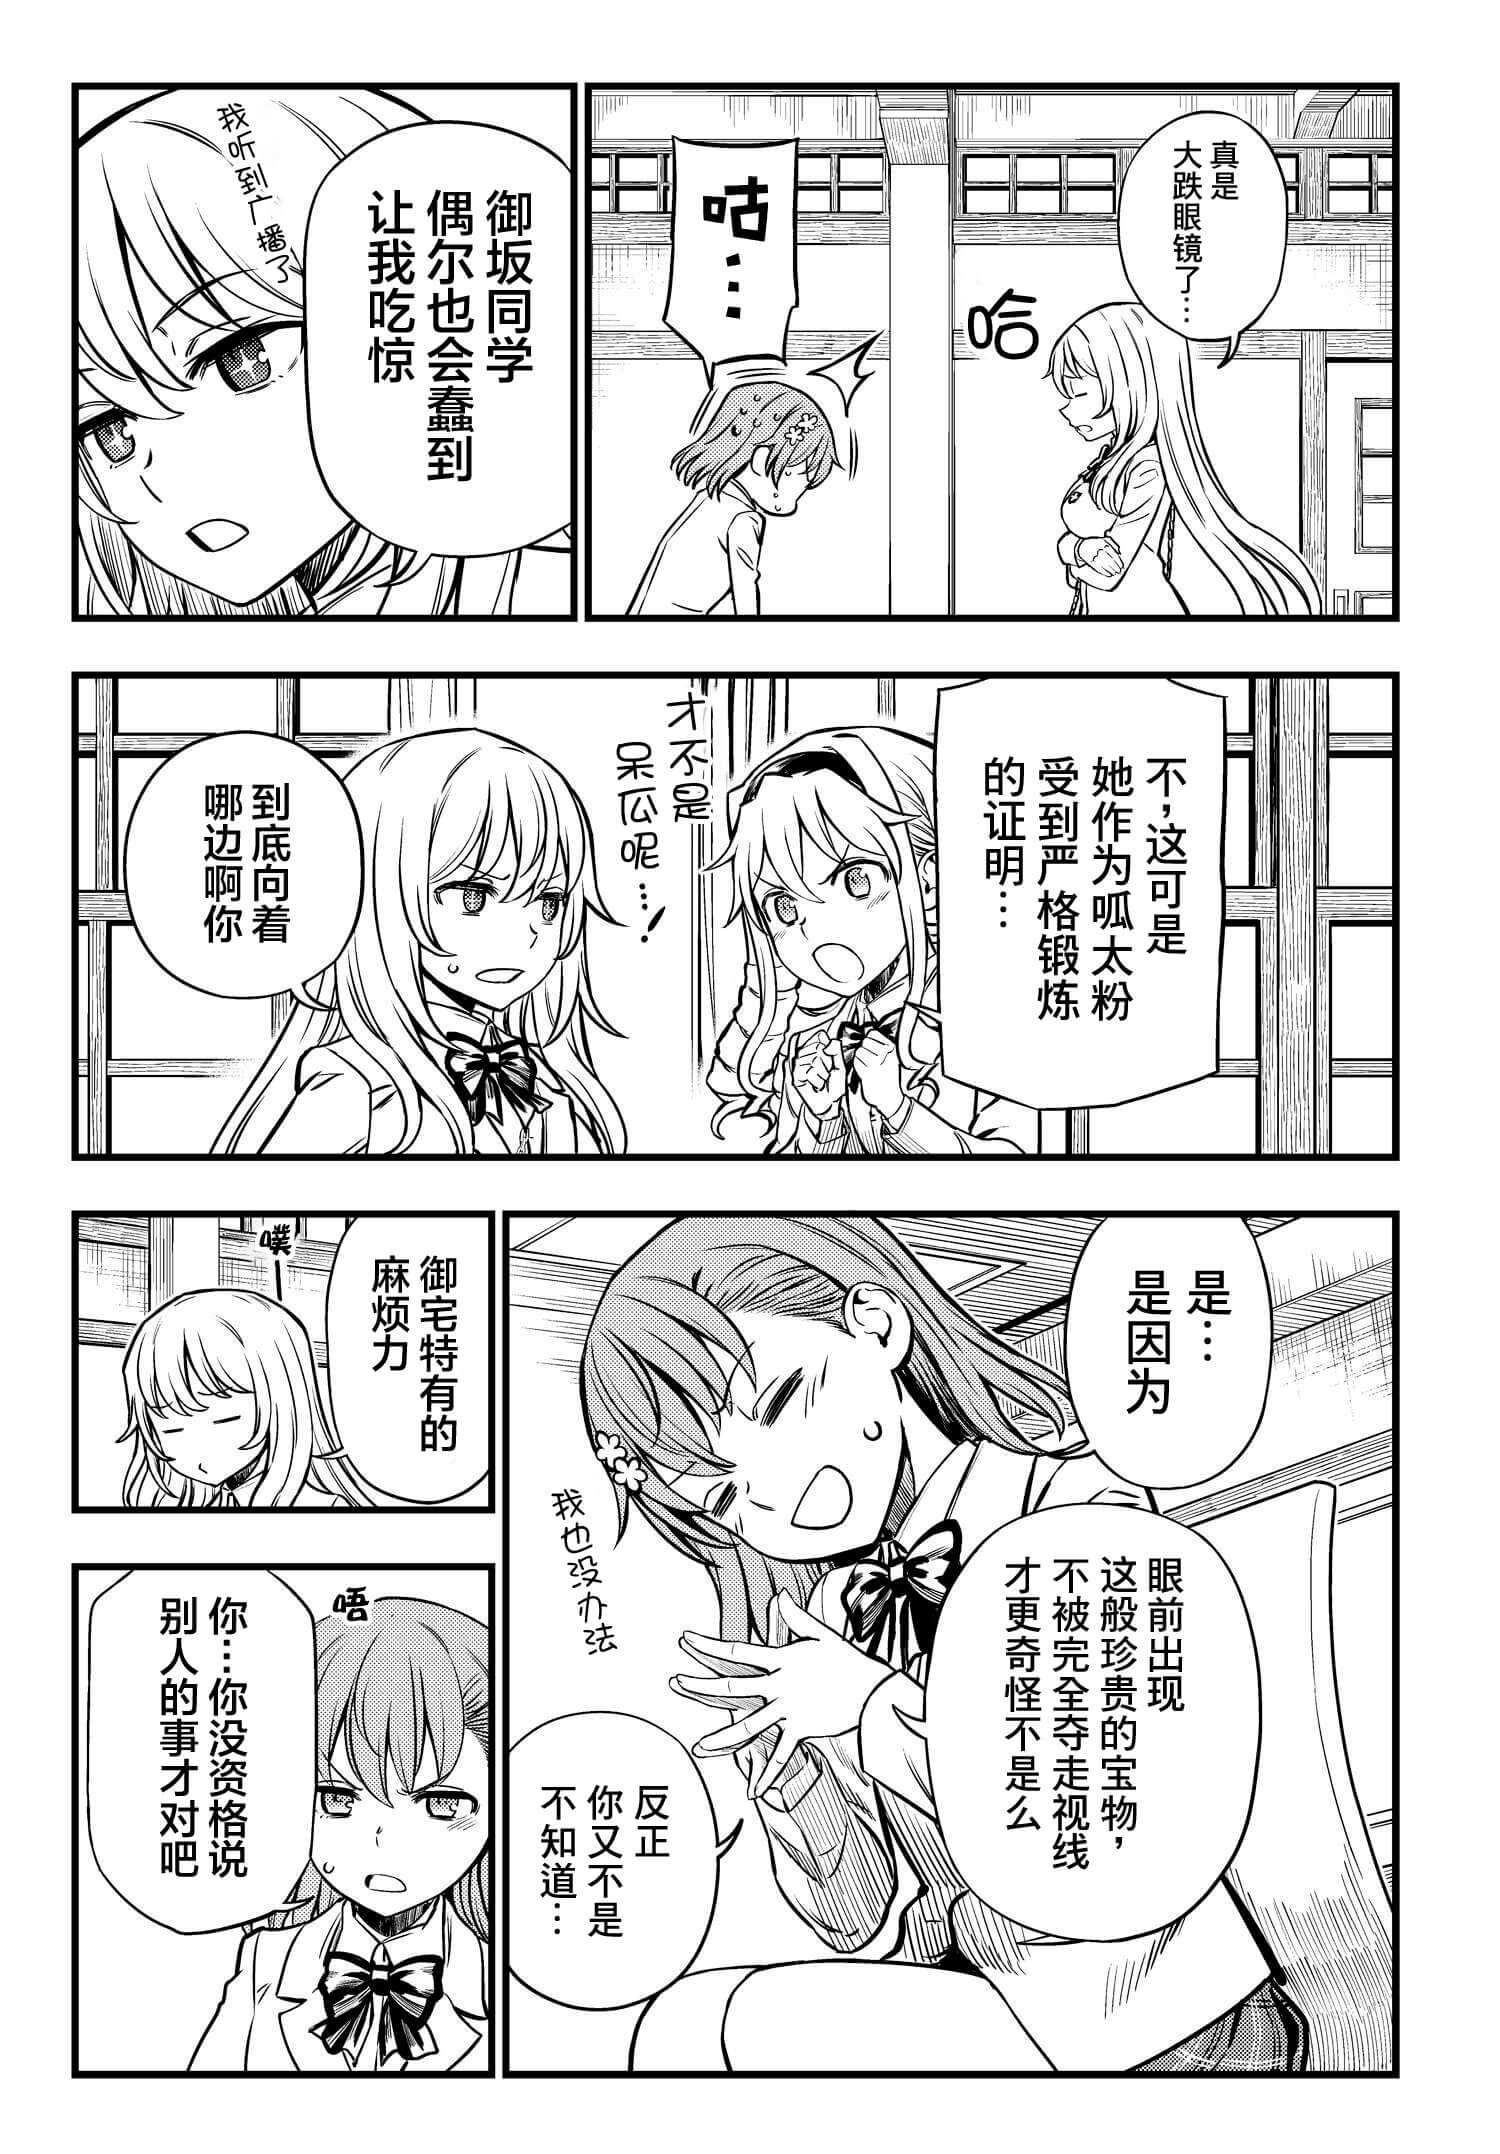 真是
大跌眼镜了…
哈
咕…
御坂同学
偶尔也会蠢到
让我吃惊
我听到广播了
不，这可是
她作为呱太粉
受到严格锻炼
的证明…
才不是
呆瓜呢…！
到底向着
哪边啊你
是…
是因为
眼前出现
这般珍贵的宝物，
不被完全夺走视线
才更奇怪不是么
我也没办法
反正
你又不是
不知道…
御宅特有的
麻烦力
噗
唔
你…你没资格说
别人的事才对吧